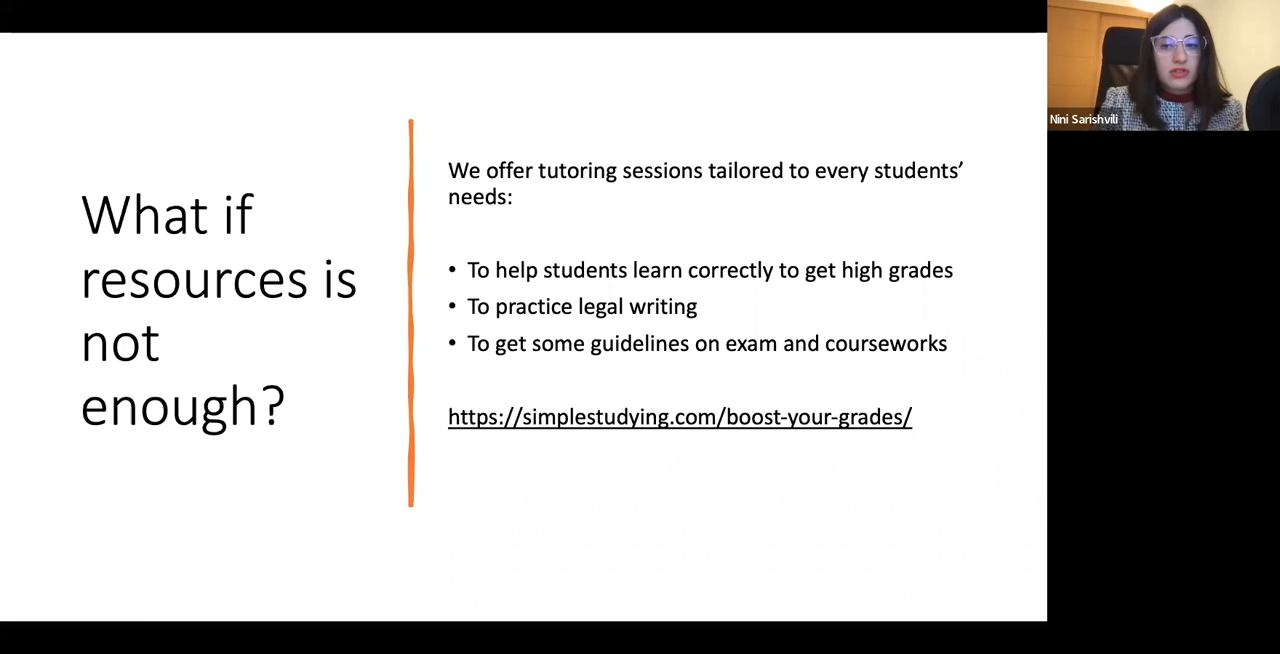 What if
resources is
not
enough?
We offer tutoring sessions tailored to every students’
needs:
• To help students learn correctly to get high grades
• To practice legal writing
• To get some guidelines on exam and courseworks
https://simplestudying.com/boost-your-grades/
Nini Sarishvili